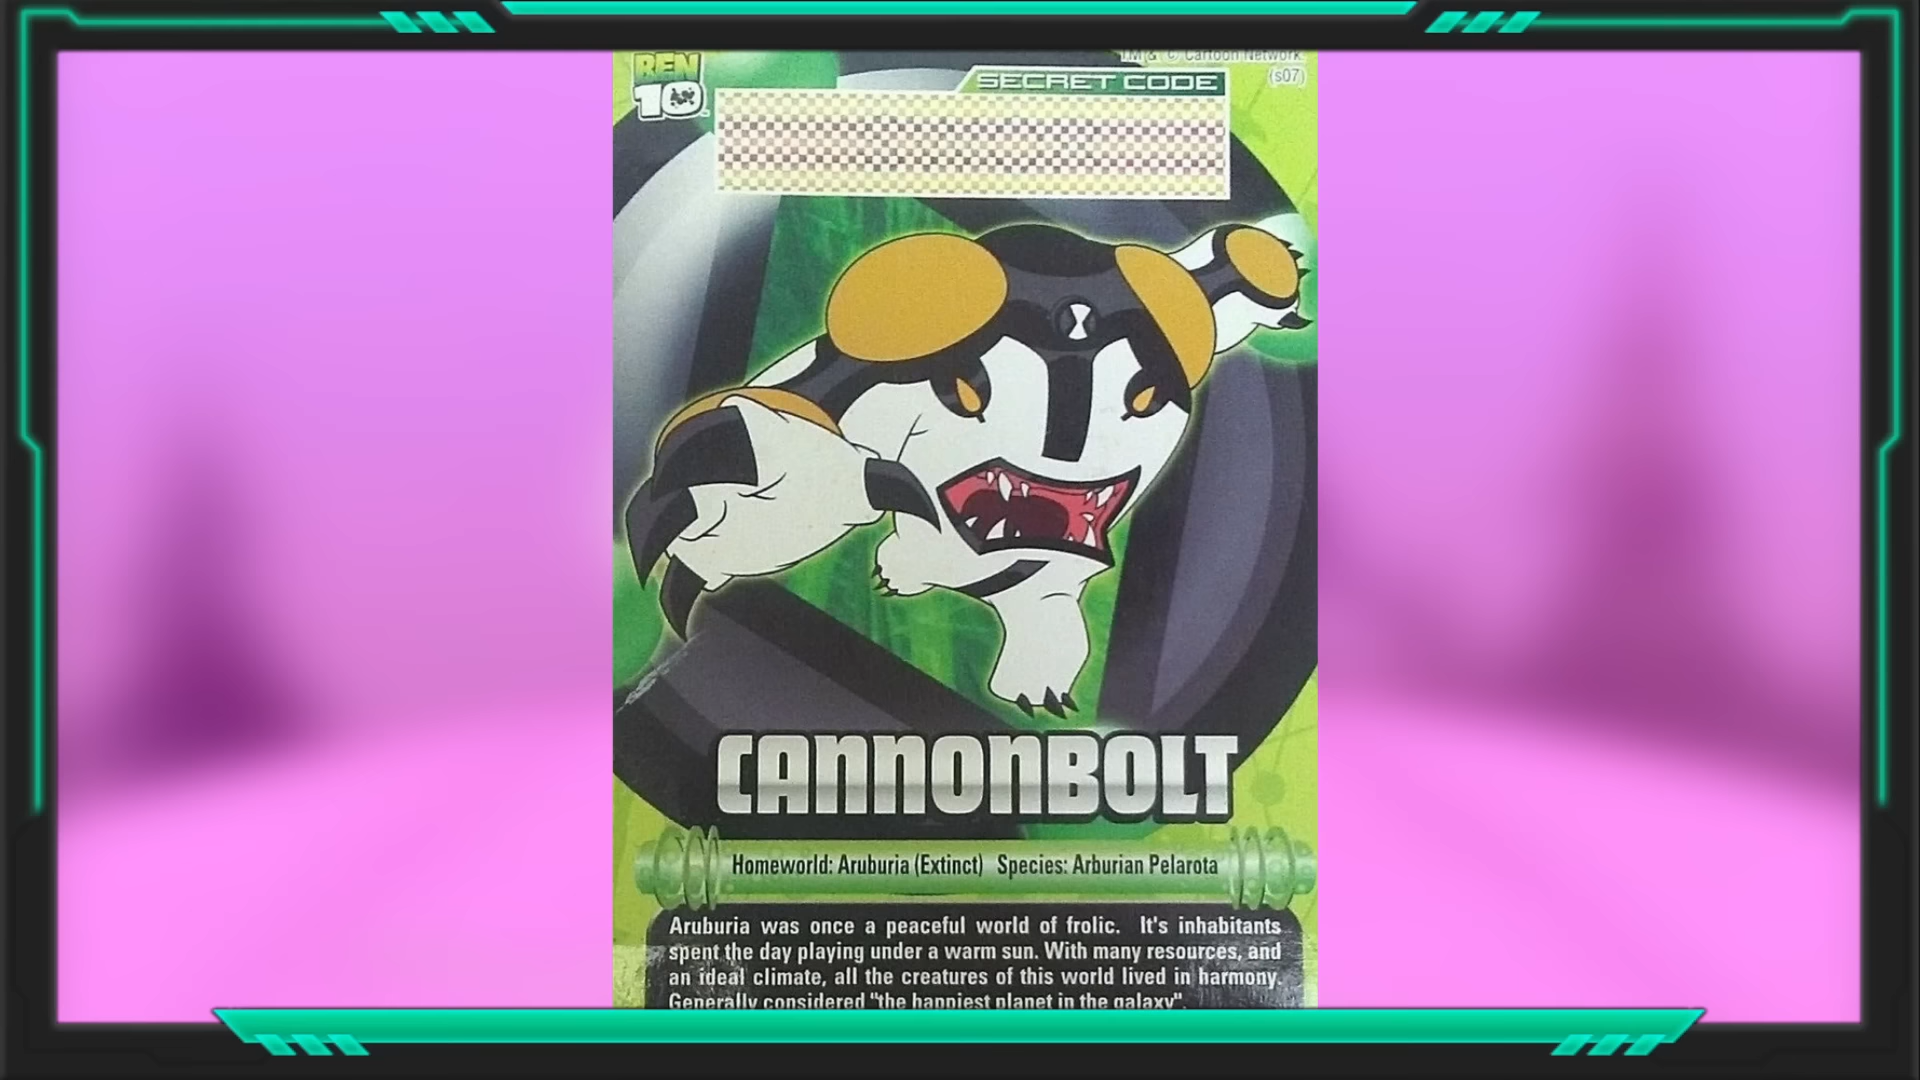 TM & © Cartoon Network.
(s07)
BEN
10
SECRET CODE
CANNONBOLT
Homeworld: Aruburia (Extinct) Species: Arburian Pelarota
Aruburia was once a peaceful world of frolic. It's inhabitants
spent the day playing under a warm sun. With many resources, and
an ideal climate, all the creatures of this world lived in harmony.
Generally considered "the happiest planet in the galaxy".